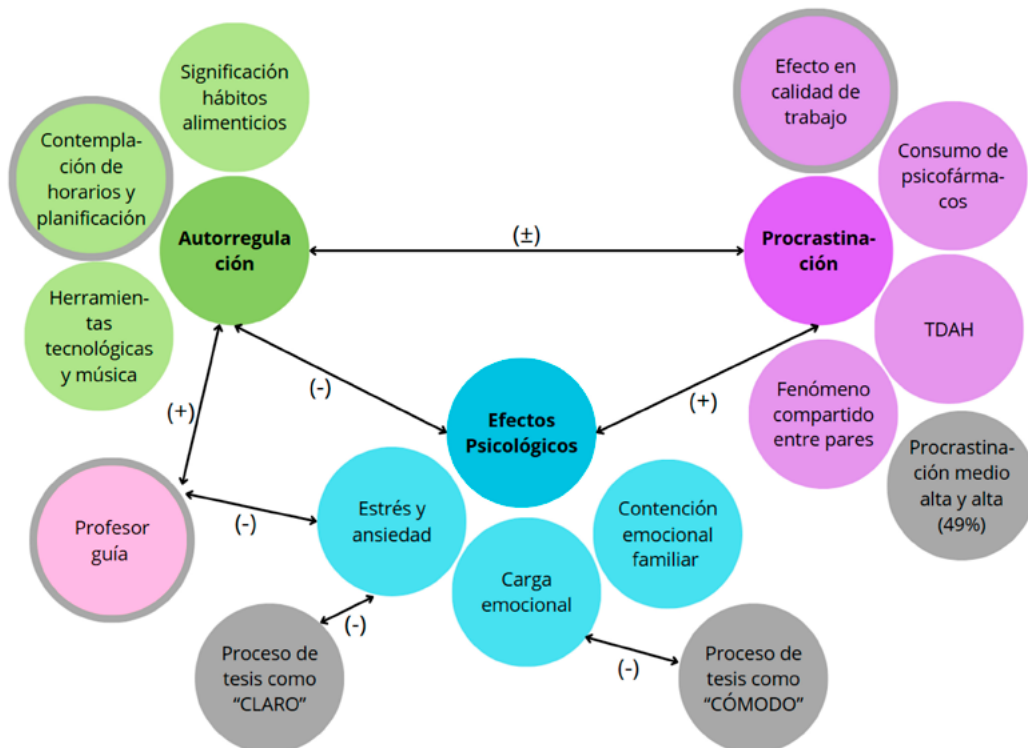 Significación
hábitos
alimenticios
Contempla-
ción de
horarios y
planificación
Autorregula
ción
Herramien-
tas
tecnológicas
y música
(±)
Efecto en
calidad de
trabajo
Consumo de
psicofárma-
cos
Procrastina-
ción
TDAH
Fenómeno
compartido
entre pares
Procrastina-
ción medio
alta y alta
(49%)
(-)
(+)
(+)
Efectos
Psicológicos
Profesor
guía
(-)
Estrés y
ansiedad
Contención
emocional
familiar
Carga
emocional
(-)
Proceso de
tesis como
“CLARO”
(-)
Proceso de
tesis como
“CÓMODO”